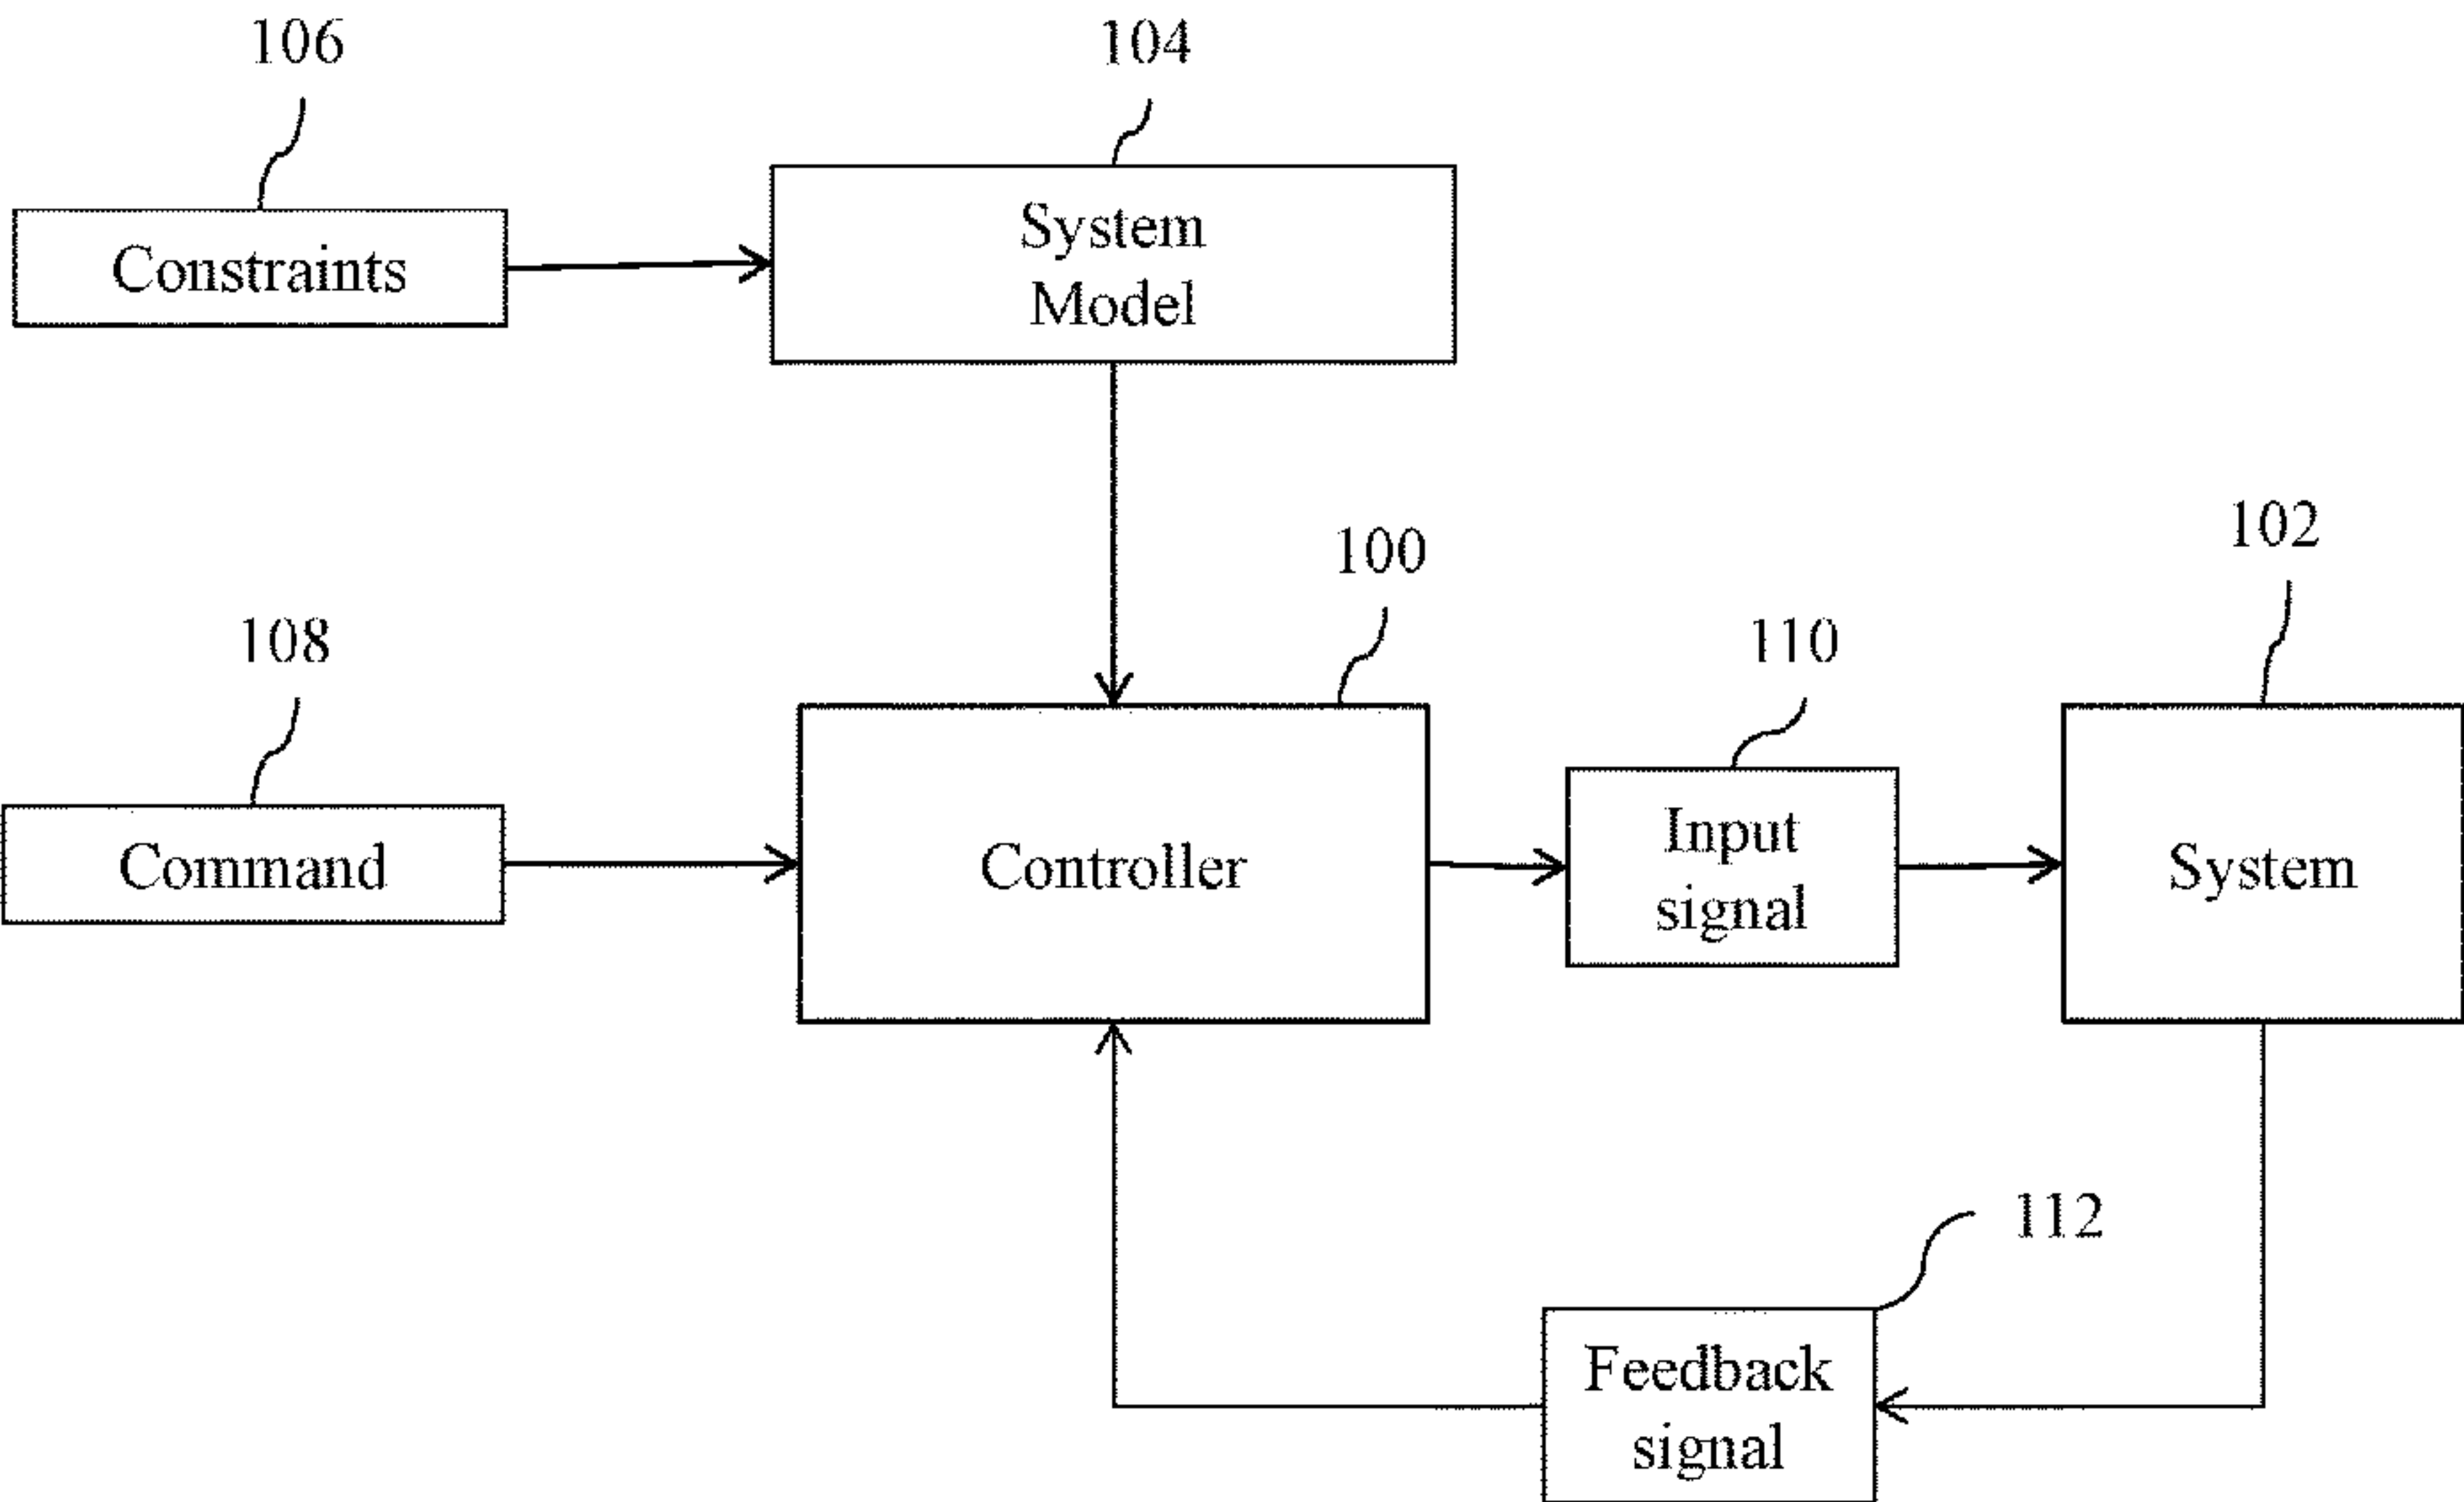 106
104
Constraints
System
Model
100
102
108
110
Command
Controller
Input
signal
System
112
Feedback
signal